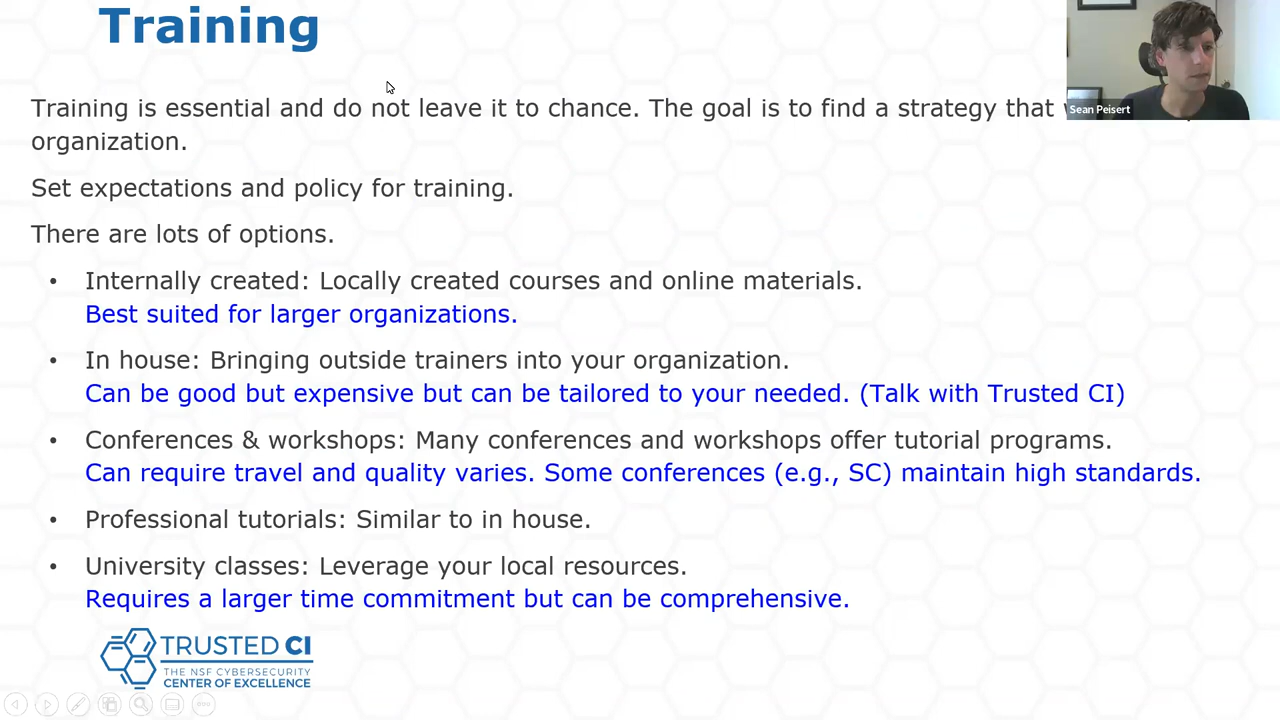 Training
Training is essential and do not leave it to chance. The goal is to find a strategy that
organization.
Set expectations and policy for training.
There are lots of options.
• Internally created: Locally created courses and online materials.
Best suited for larger organizations.
• In house: Bringing outside trainers into your organization.
Can be good but expensive but can be tailored to your needed. (Talk with Trusted CI)
• Conferences & workshops: Many conferences and workshops offer tutorial programs.
Can require travel and quality varies. Some conferences (e.g., SC) maintain high standards.
• Professional tutorials: Similar to in house.
• University classes: Leverage your local resources.
Requires a larger time commitment but can be comprehensive.
TRUSTED CI
THE NSF CYBERSECURITY
CENTER OF EXCELLENCE
Sean Peisert